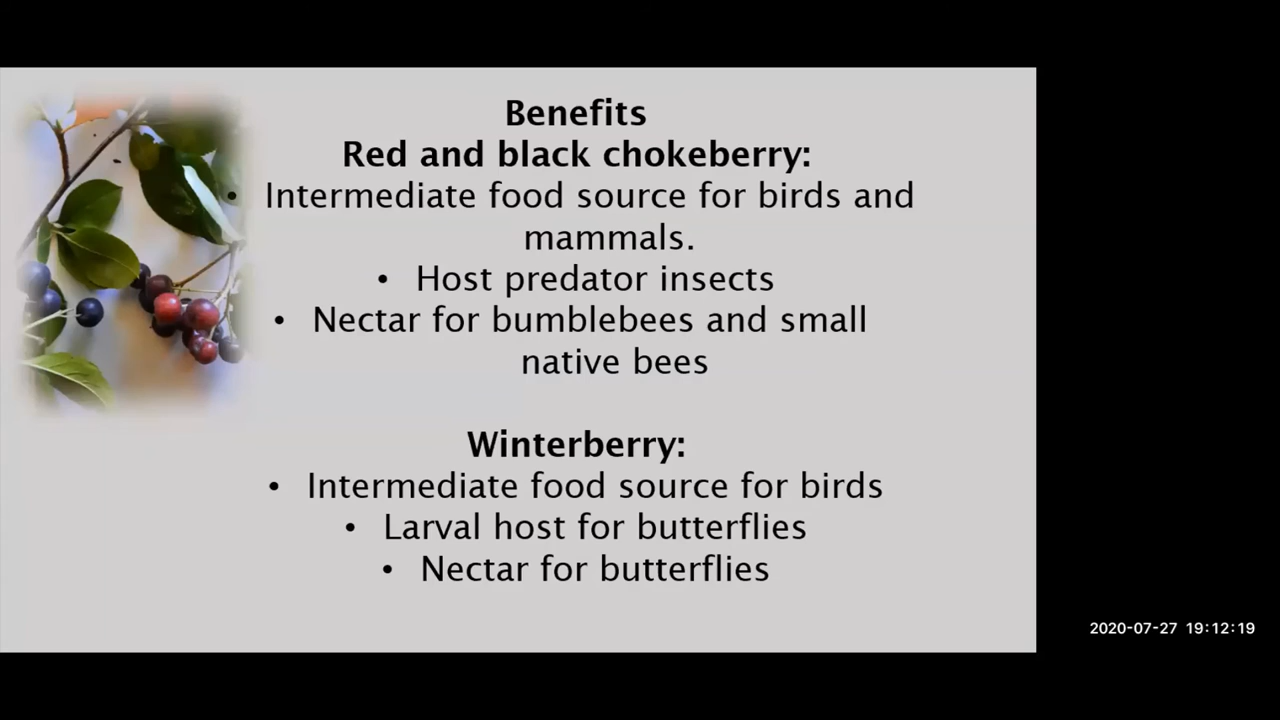 Benefits
Red and black chokeberry:
• Intermediate food source for birds and
mammals.
• Host predator insects
• Nectar for bumblebees and small
native bees
Winterberry:
• Intermediate food source for birds
• Larval host for butterflies
• Nectar for butterflies
2020-07-27 19:12:19